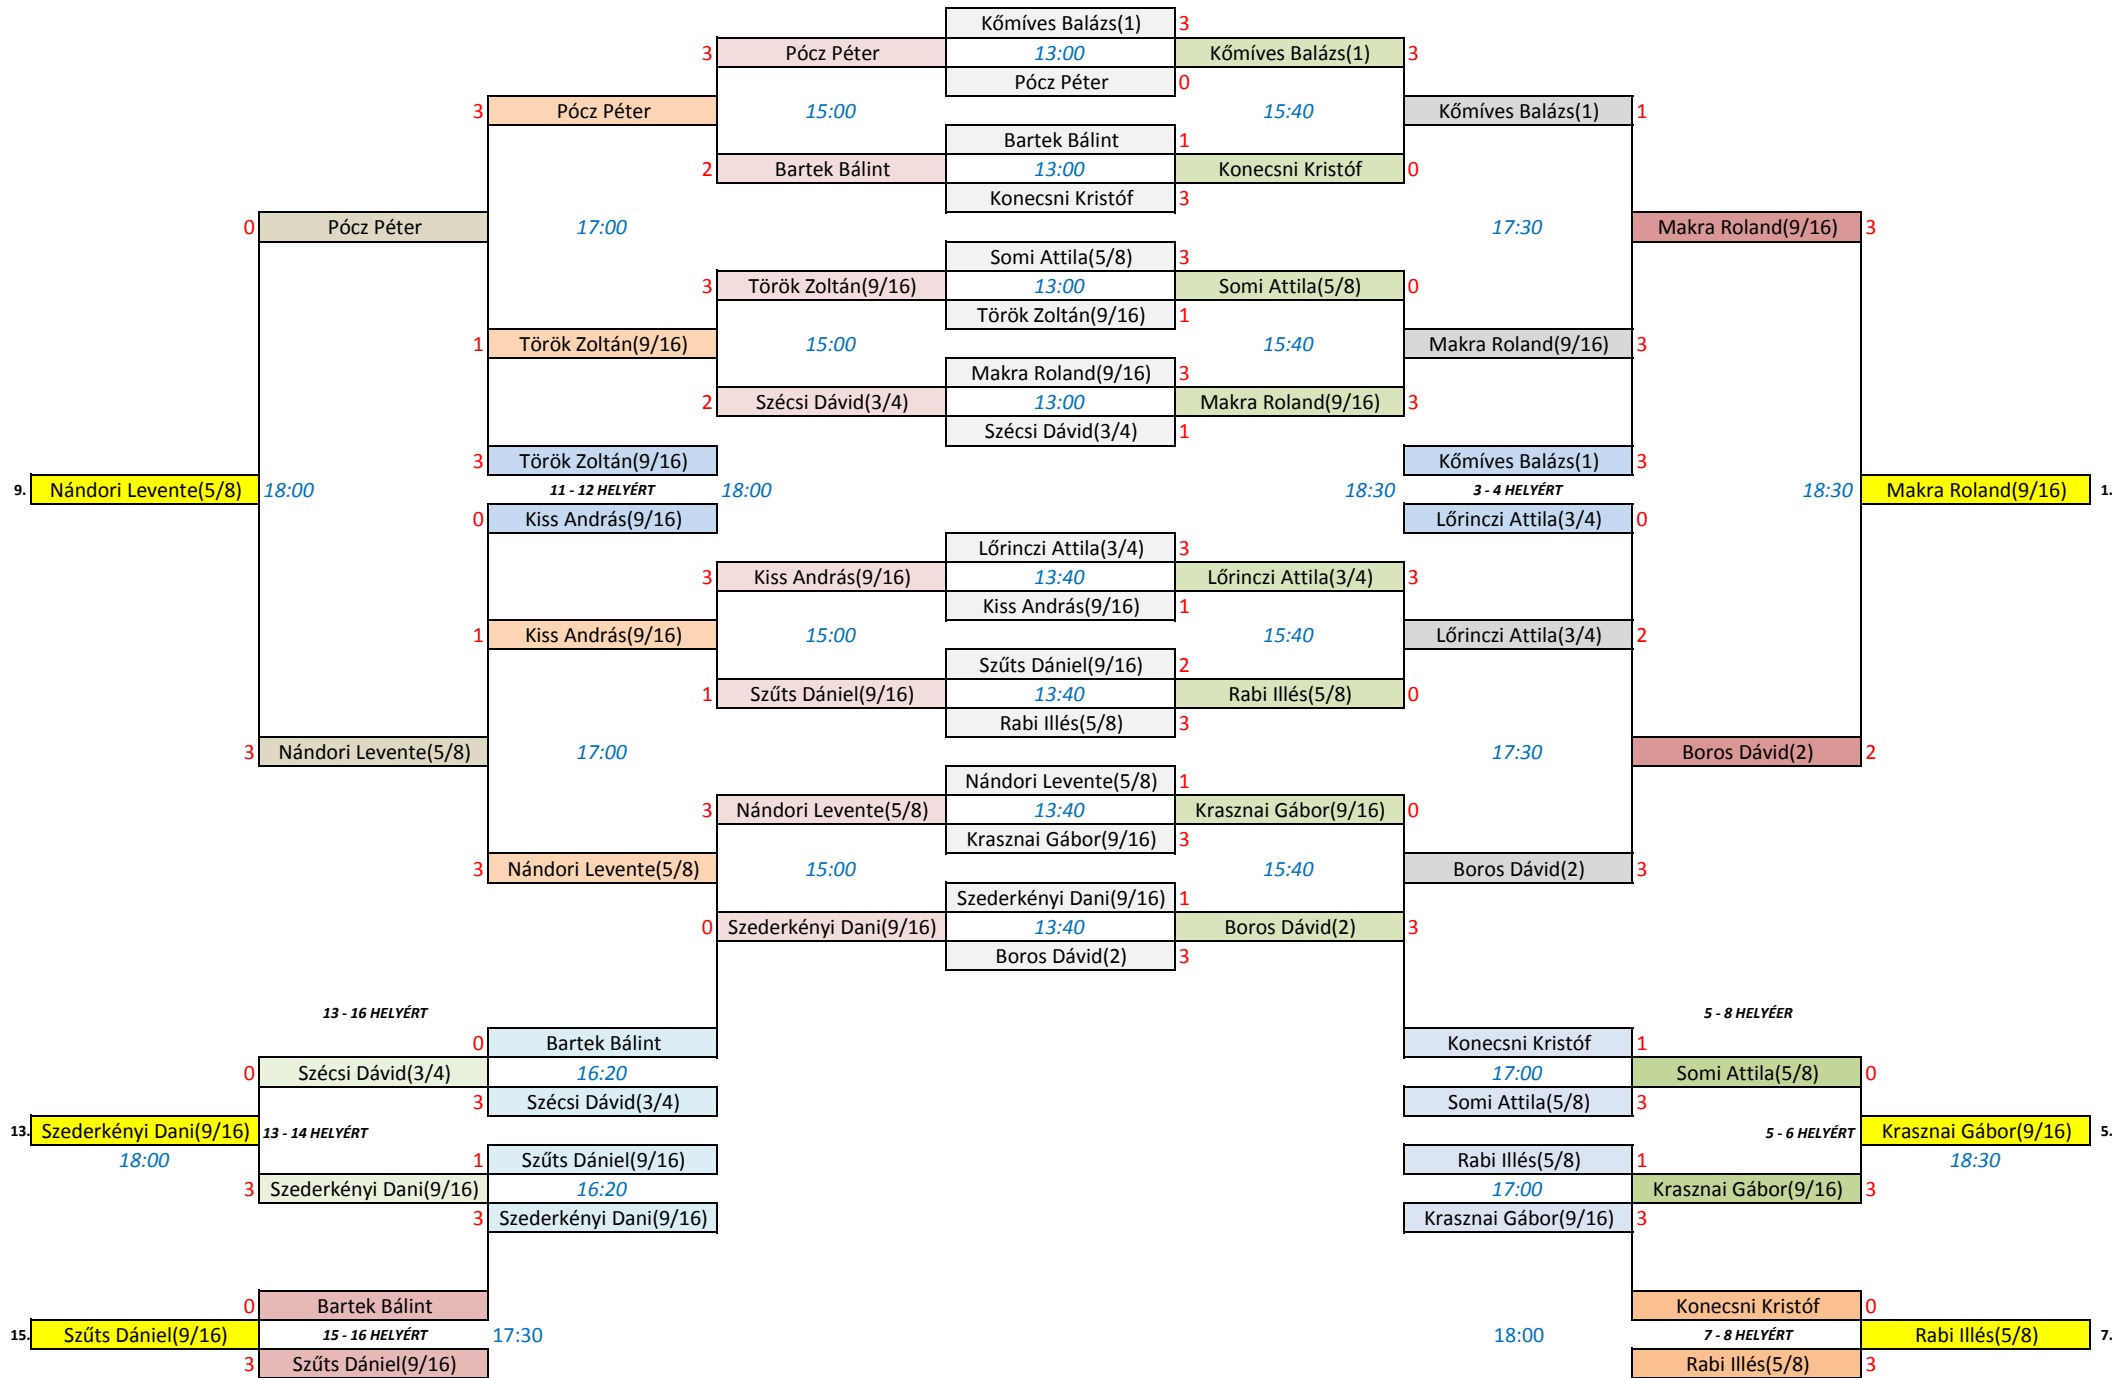 Kőmíves Balázs(1) 3
3 Pócz Péter 13:00 Kőmíves Balázs(1) 3
Pócz Péter 0
3 Pócz Péter 15:00 15:40 Kőmíves Balázs(1) 1
Bartek Bálint 1
2 Bartek Bálint 13:00 Konecsni Kristóf 0
Konecsni Kristóf 3
0 Pócz Péter 17:00 17:30 Makra Roland(9/16) 3
Somi Attila(5/8) 3
3 Török Zoltán(9/16) 13:00 Somi Attila(5/8) 0
Török Zoltán(9/16) 1
1 Török Zoltán(9/16) 15:00 15:40 Makra Roland(9/16) 3
Makra Roland(9/16) 3
2 Szécsi Dávid(3/4) 13:00 Makra Roland(9/16) 3
Szécsi Dávid(3/4) 1
3 Török Zoltán(9/16) Kőmíves Balázs(1) 3
9. Nándori Levente(5/8) 18:00 11 - 12 HELYÉRT 18:00 18:30 3 - 4 HELYÉRT 18:30 Makra Roland(9/16) 1.
0 Kiss András(9/16) Lőrinczi Attila(3/4) 0
Lőrinczi Attila(3/4) 3
3 Kiss András(9/16) 13:40 Lőrinczi Attila(3/4) 3
Kiss András(9/16) 1
1 Kiss András(9/16) 15:00 15:40 Lőrinczi Attila(3/4) 2
Szűts Dániel(9/16) 2
1 Szűts Dániel(9/16) 13:40 Rabi Illés(5/8) 0
Rabi Illés(5/8) 3
3 Nándori Levente(5/8) 17:00 17:30 Boros Dávid(2) 2
Nándori Levente(5/8) 1
3 Nándori Levente(5/8) 13:40 Krasznai Gábor(9/16) 0
Krasznai Gábor(9/16) 3
3 Nándori Levente(5/8) 15:00 15:40 Boros Dávid(2) 3
Szederkényi Dani(9/16) 1
0 Szederkényi Dani(9/16) 13:40 Boros Dávid(2) 3
Boros Dávid(2) 3
13 - 16 HELYÉRT 5 - 8 HELYÉER
0 Bartek Bálint Konecsni Kristóf 1
0 Szécsi Dávid(3/4) 16:20 17:00 Somi Attila(5/8) 0
3 Szécsi Dávid(3/4) Somi Attila(5/8) 3
13. Szederkényi Dani(9/16) 13 - 14 HELYÉRT 5 - 6 HELYÉRT Krasznai Gábor(9/16) 5.
18:00 1 Szűts Dániel(9/16) Rabi Illés(5/8) 1 18:30
3 Szederkényi Dani(9/16) 16:20 17:00 Krasznai Gábor(9/16) 3
3 Szederkényi Dani(9/16) Krasznai Gábor(9/16) 3
0 Bartek Bálint Konecsni Kristóf 0
15. Szűts Dániel(9/16) 15 - 16 HELYÉRT 17:30 18:00 7 - 8 HELYÉRT Rabi Illés(5/8) 7.
3 Szűts Dániel(9/16) Rabi Illés(5/8) 3